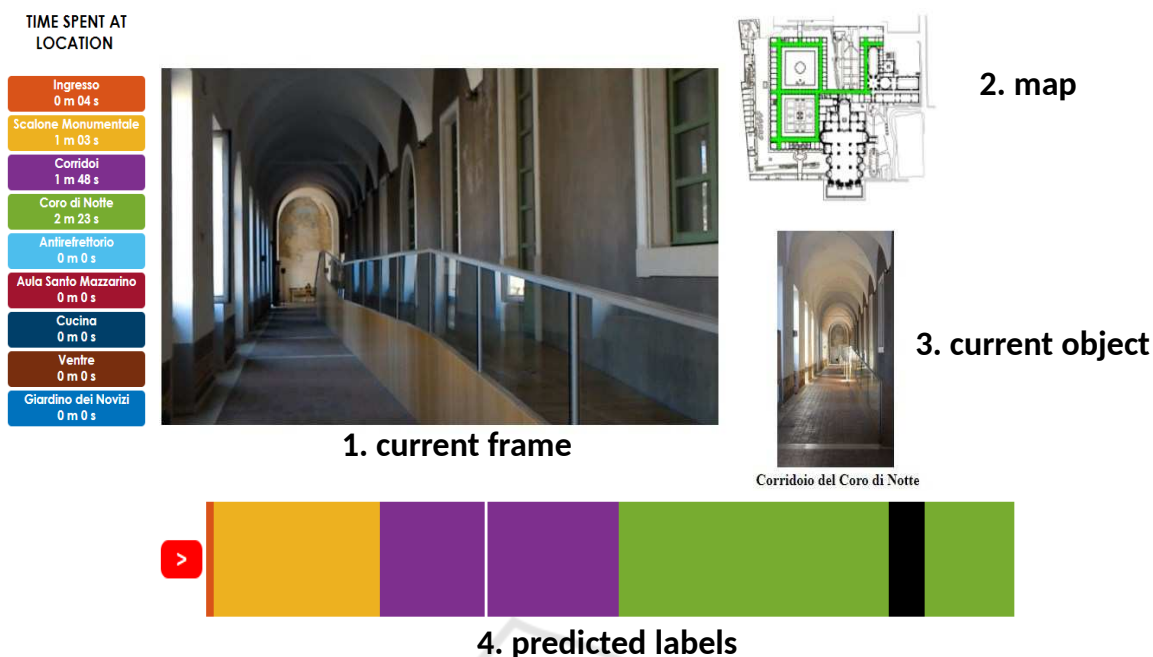 TIME SPENT AT
LOCATION
Ingresso
0 m 04 s
Scalone Monumentale
1 m 03 s
Corridoi
1 m 48 s
Coro di Notte
2 m 23 s
Antirefrettorio
0 m 0 s
Aula Santo Mazzarino
0 m 0 s
Cucina
0 m 0 s
Ventre
0 m 0 s
Giardino dei Novizi
0 m 0 s
2. map
3. current object
1. current frame
Corridoio del Coro di Notte
>
4. predicted labels